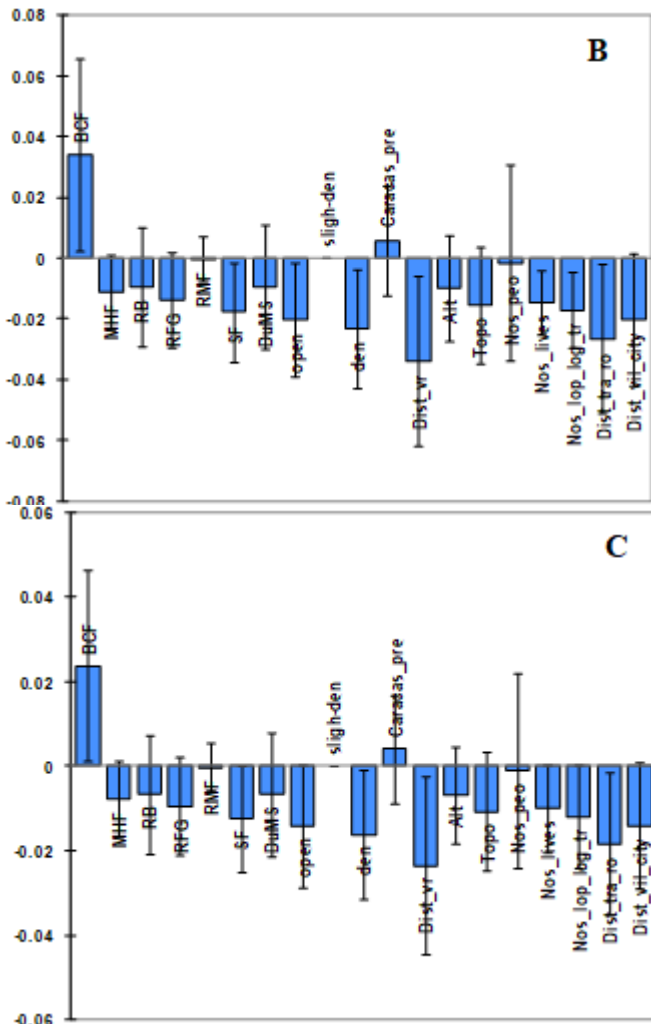 0.08
0.06
0.04
0.02
0
-0.02
-0.04
-0.06
-0.08
B
BCF
MHF
RB
RFG
RMF
SF
DuMS
open
sligh-den
den
Caratas_pre
Dist_vr
Alt
Topo
Nos_peo
Nos_lives
Nos_lop_log_tr
Dist_tra_ro
Dist_vil_city
0.06
0.04
0.02
0
-0.02
-0.04
-0.06
C
BCF
MHF
RB
RFG
RMF
SF
DuMS
open
sligh-den
den
Caratas_pre
Dist_vr
Alt
Topo
Nos_peo
Nos_lives
Nos_lop_log_tr
Dist_tra_ro
Dist_vil_city